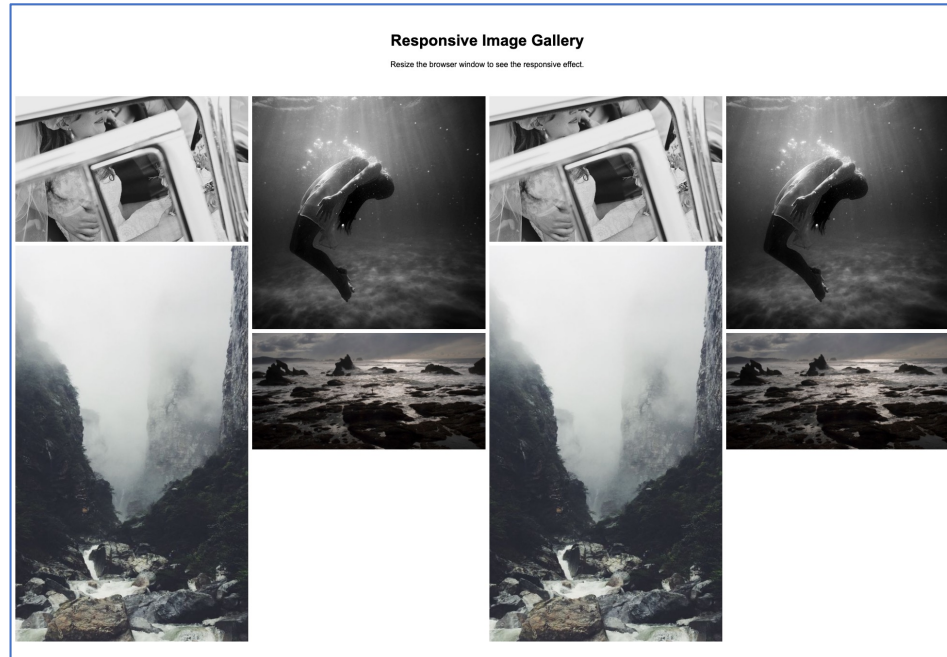 Responsive Image Gallery
Resize the browser window to see the responsive effect.